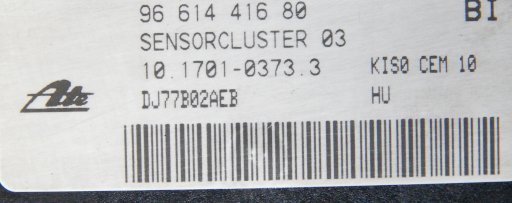 96 614 416 80 BI
SENSORCLUSTER 03
10.1701-0373.3 KIS0 CEM 10
Ate DJ77B02AEB HU